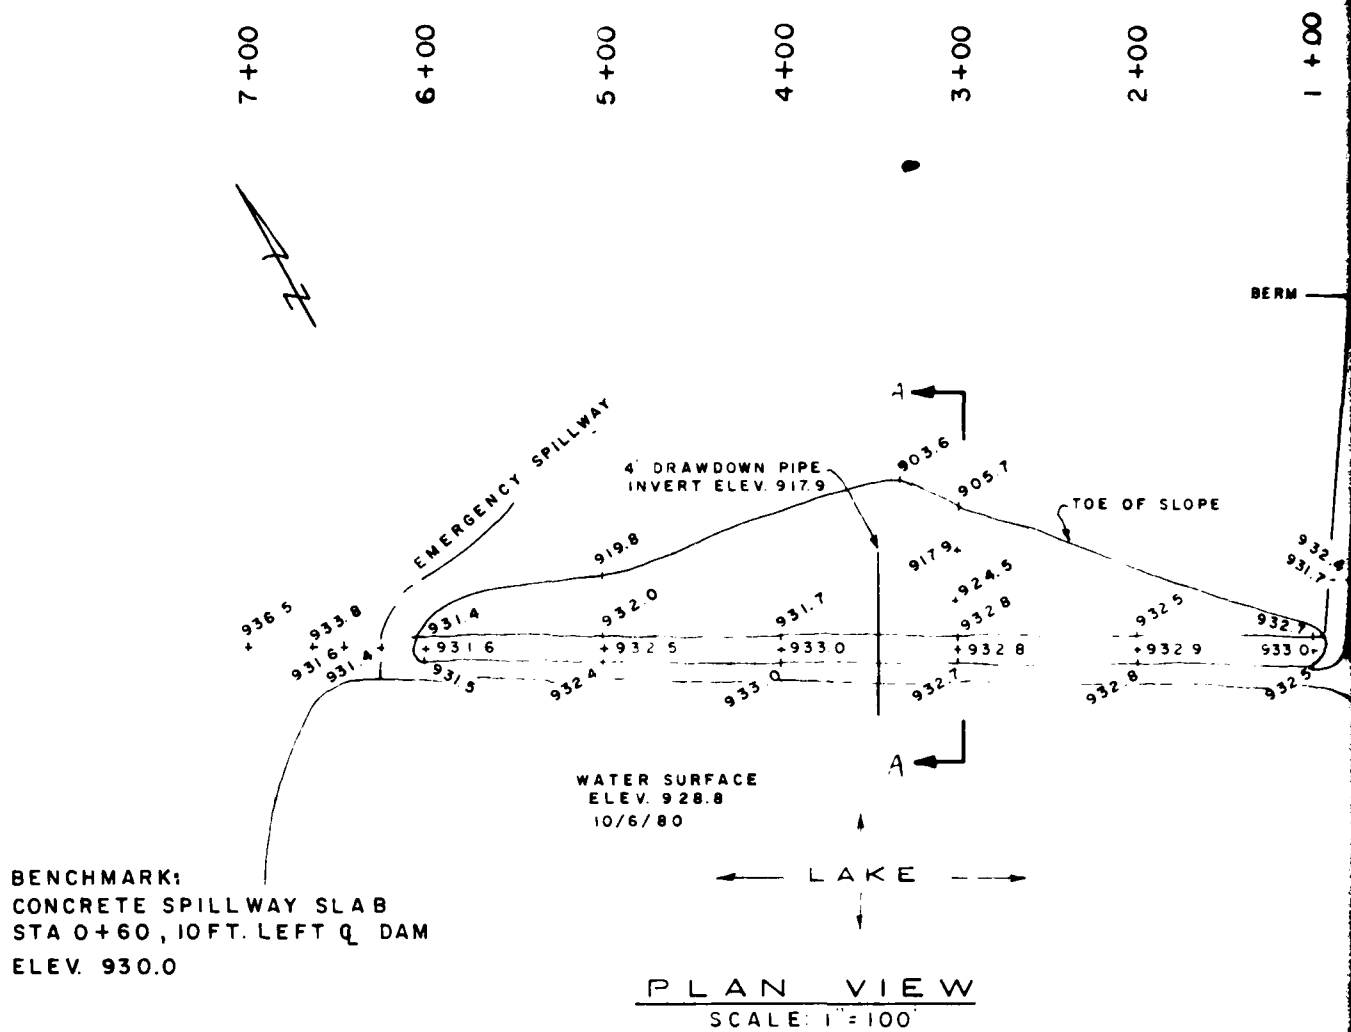 7+00
6+00
5+00
4+00
3+00
2+00
1+00
N
BERM
A
EMERGENCY SPILLWAY
4' DRAWDOWN PIPE
INVERT ELEV. 917.9
903.6
905.7
TOE OF SLOPE
919.8
917.9
924.5
932.4
931.7
936.5
933.8
931.6
931.4
931.4
932.0
931.7
932.8
932.5
932.7
931.6
932.5
933.0
932.8
932.9
933.0
931.5
932.4
933.0
932.7
932.8
932.5
A
WATER SURFACE
ELEV. 928.8
10/6/80
LAKE
BENCHMARK:
CONCRETE SPILLWAY SLAB
STA 0+60, 10 FT. LEFT ℄ DAM
ELEV. 930.0
PLAN VIEW
SCALE: 1"=100'